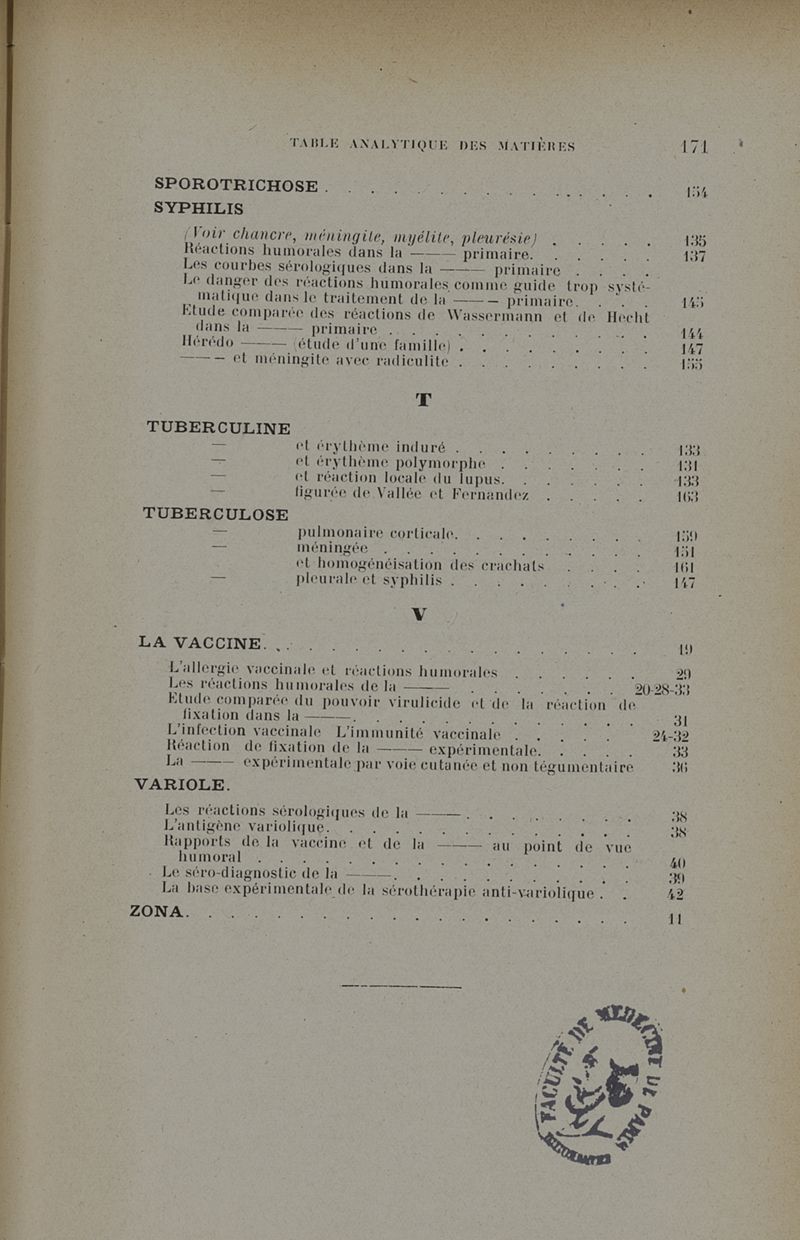 TABLE ANALYTIQUE DES MATIÈRES 171
SPOROTRICHOSE . . . . . . . . . . . . . . 154
SYPHILIS
(Voir chancre, méningite, myélite, pleurésie) . . . . . 135
Réactions humorales dans la —— primaire. . . . . . 137
Les courbes sérologiques dans la —— primaire . . . .
Le danger des réactions humorales comme guide trop systé-
matique dans le traitement de la —— primaire. . . . 145
Etude comparée des réactions de Wassermann et de Hecht
dans la —— primaire . . . . . . . . . . . 144
Hérédo —— (étude d'une famille) . . . . . . . . 147
—— et méningite avec radiculite . . . . . . . . . 155
T
TUBERCULINE
— et érythème induré . . . . . . . . . 133
— et érythème polymorphe . . . . . . . 131
— et réaction locale du lupus. . . . . . . 133
— figurée de Vallée et Fernandez . . . . . 163
TUBERCULOSE
— pulmonaire corticale. . . . . . . . . 159
— méningée . . . . . . . . . . . . 151
et homogénéisation des crachats . . . . 161
— pleurale et syphilis . . . . . . . . . 147
V
LA VACCINE. . . . . . . . . . . . . . . . . 19
L'allergie vaccinale et réactions humorales . . . . . . 29
Les réactions humorales de la —— . . . . . . . 20-28-33
Etude comparée du pouvoir virulicide et de la réaction de
fixation dans la ——. . . . . . . . . . . . . 31
L'infection vaccinale L'immunité vaccinale . . . . . . 24-32
Réaction de fixation de la —— expérimentale. . . . . 33
La —— expérimentale par voie cutanée et non tégumentaire 36
VARIOLE.
Les réactions sérologiques de la —— . . . . . . . . 38
L'antigène variolique. . . . . . . . . . . . . . 38
Rapports de la vaccine et de la —— au point de vue
humoral . . . . . . . . . . . . . . . . . 40
Le séro-diagnostic de la ——. . . . . . . . . . . 39
La base expérimentale de la sérothérapie anti-variolique . . 42
ZONA. . . . . . . . . . . . . . . . . . . . 11
FACULTÉ DE MEDECINE DE PARIS